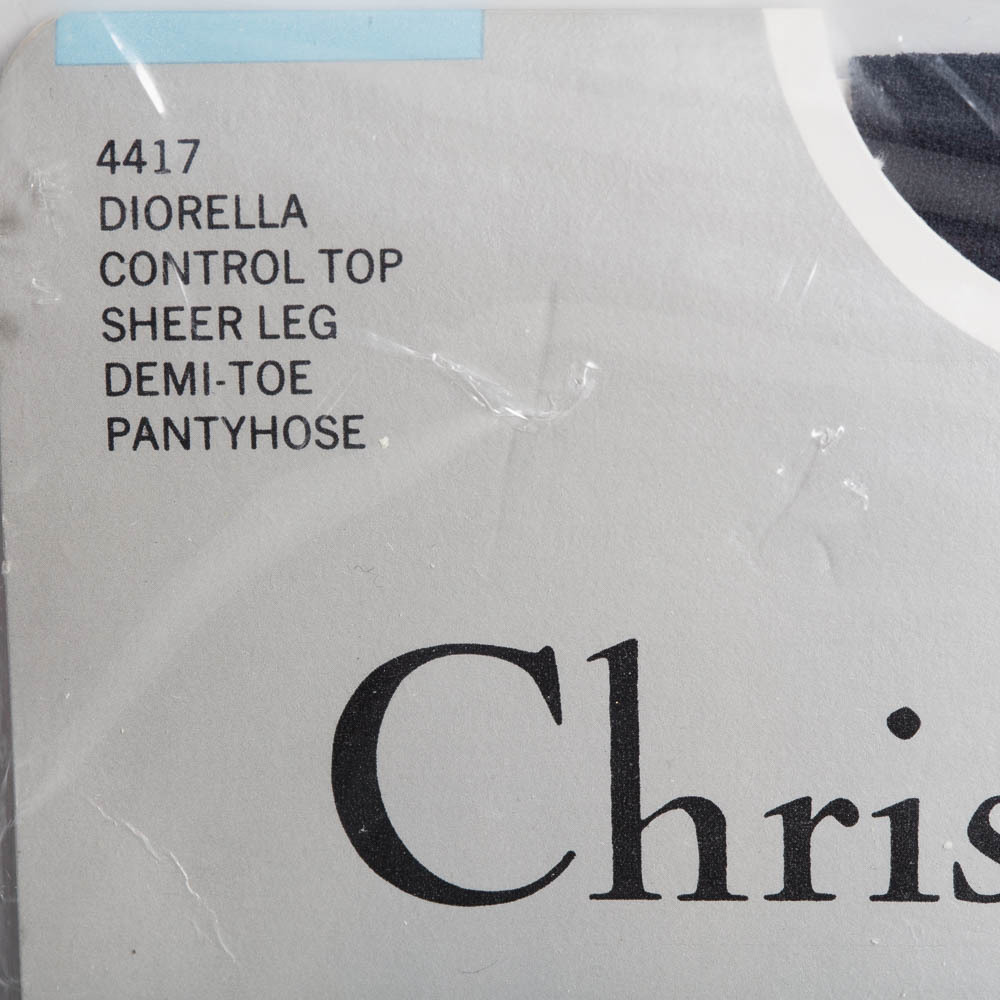 4417
DIORELLA
CONTROL TOP
SHEER LEG
DEMI-TOE
PANTYHOSE
Chris